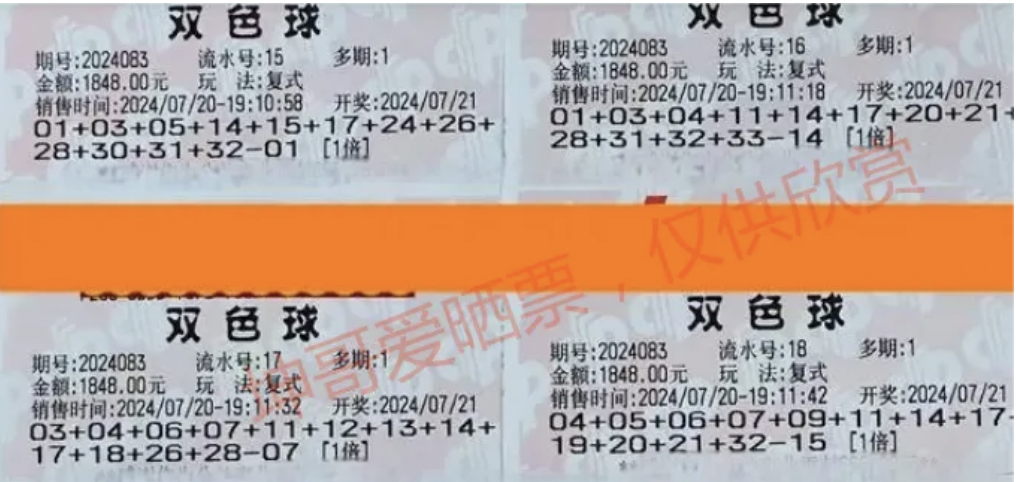 双色球
期号:2024083 流水号:15 多期:1
金额:1848.00元 玩 法:复式
销售时间:2024/07/20-19:10:58 开奖:2024/07/21
01+03+05+14+15+17+24+26+
28+30+31+32-01 [1倍]
双色球
期号:2024083 流水号:16 多期:1
金额:1848.00元 玩 法:复式
销售时间:2024/07/20-19:11:18 开奖:2024/07/21
01+03+04+11+14+17+20+21+
28+31+32+33-14 [1倍]
双色球
期号:2024083 流水号:17 多期:1
金额:1848.00元 玩 法:复式
销售时间:2024/07/20-19:11:32 开奖:2024/07/21
03+04+06+07+11+12+13+14+
17+18+26+28-07 [1倍]
双色球
期号:2024083 流水号:18 多期:1
金额:1848.00元 玩 法:复式
销售时间:2024/07/20-19:11:42 开奖:2024/07/21
04+05+06+07+09+11+14+17-
19+20+21+32-15 [1倍]
哥爱晒票，仅供欣赏